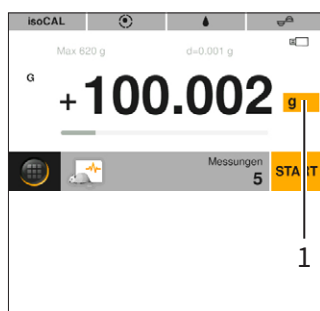 isoCAL
Max 620 g d=0.001 g
G
+100.002 g
Messungen
5
START
1